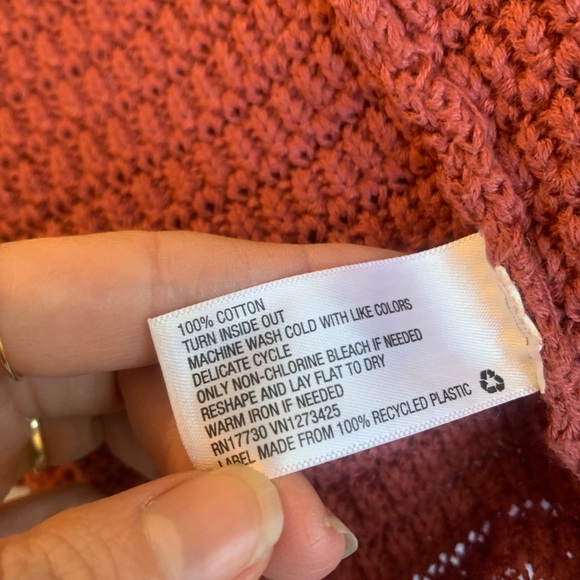 100% COTTON
TURN INSIDE OUT
MACHINE WASH COLD WITH LIKE COLORS
DELICATE CYCLE
ONLY NON-CHLORINE BLEACH IF NEEDED
RESHAPE AND LAY FLAT TO DRY
WARM IRON IF NEEDED
RN17730 VN1273425
LABEL MADE FROM 100% RECYCLED PLASTIC